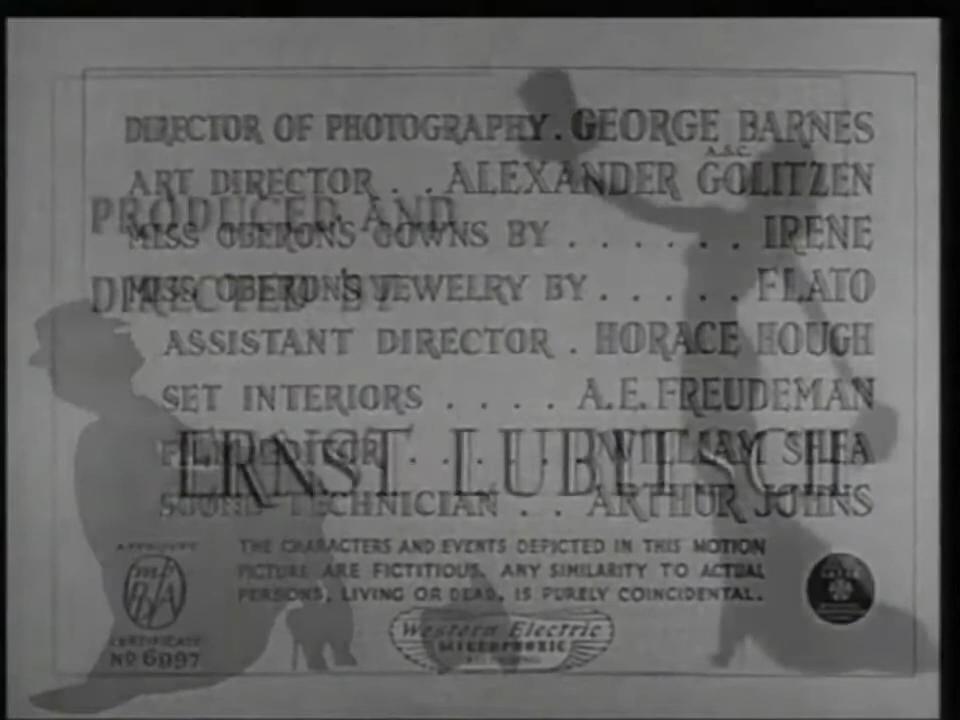 DIRECTOR OF PHOTOGRAPHY . GEORGE BARNES
A.S.C.
ART DIRECTOR . . ALEXANDER GOLITZEN
PRODUCED AND
MISS OBERON'S GOWNS BY . . . . . . IRENE
MISS OBERON'S JEWELRY BY . . . . . FLATO
DIRECTED BY
ASSISTANT DIRECTOR . HORACE HOUGH
SET INTERIORS . . . . A.E. FREUDEMAN
FILM EDITOR . . . . . WILLIAM SHEA
ERNST LUBITSCH
SOUND TECHNICIAN . . ARTHUR JOHNS
THE CHARACTERS AND EVENTS DEPICTED IN THIS MOTION
PICTURE ARE FICTITIOUS. ANY SIMILARITY TO ACTUAL
PERSONS, LIVING OR DEAD, IS PURELY COINCIDENTAL.
APPROVED
CERTIFICATE
NO 6097
Western Electric
MIRROPHONIC
RECORDING